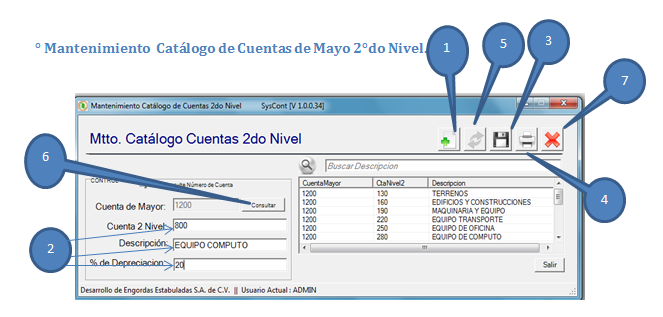 ° Mantenimiento Catálogo de Cuentas de Mayo 2°do Nivel.
1
5
3
7
6
2
4
Mantenimiento Catálogo de Cuentas 2do Nivel SysCont [V 1.0.0.34]
Mtto. Catálogo Cuentas 2do Nivel
Buscar Descripcion
Número de Cuenta
Cuenta de Mayor: 1200 Consultar
Cuenta 2 Nivel: 800
Descripción: EQUIPO COMPUTO
% de Depreciacion: 20
CuentaMayor CtaNivel2 Descripcion
1200 130 TERRENOS
1200 160 EDIFICIOS Y CONSTRUCCIONES
1200 190 MAQUINARIA Y EQUIPO
1200 220 EQUIPO TRANSPORTE
1200 250 EQUIPO DE OFICINA
1200 280 EQUIPO DE COMPUTO
Salir
Desarrollo de Engordas Estabuladas S.A. de C.V. || Usuario Actual : ADMIN